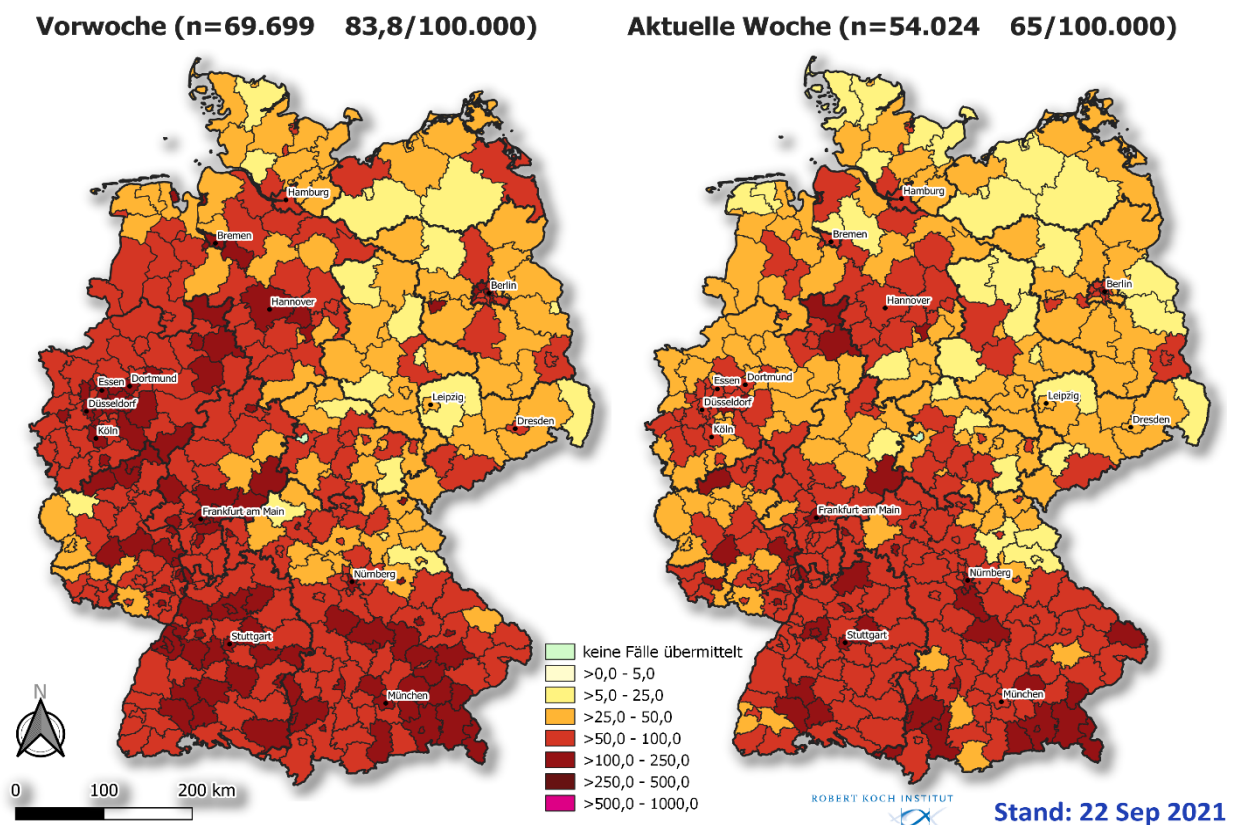 Vorwoche (n=69.699 83,8/100.000)
Aktuelle Woche (n=54.024 65/100.000)
Hamburg
Bremen
Berlin
Hannover
Essen
Dortmund
Düsseldorf
Köln
Leipzig
Dresden
Frankfurt am Main
Nürnberg
Stuttgart
München
Hamburg
Bremen
Berlin
Hannover
Essen
Dortmund
Düsseldorf
Köln
Leipzig
Dresden
Frankfurt am Main
Nürnberg
Stuttgart
München
keine Fälle übermittelt
>0,0 - 5,0
>5,0 - 25,0
>25,0 - 50,0
>50,0 - 100,0
>100,0 - 250,0
>250,0 - 500,0
>500,0 - 1000,0
N
0 100 200 km
ROBERT KOCH INSTITUT
Stand: 22 Sep 2021